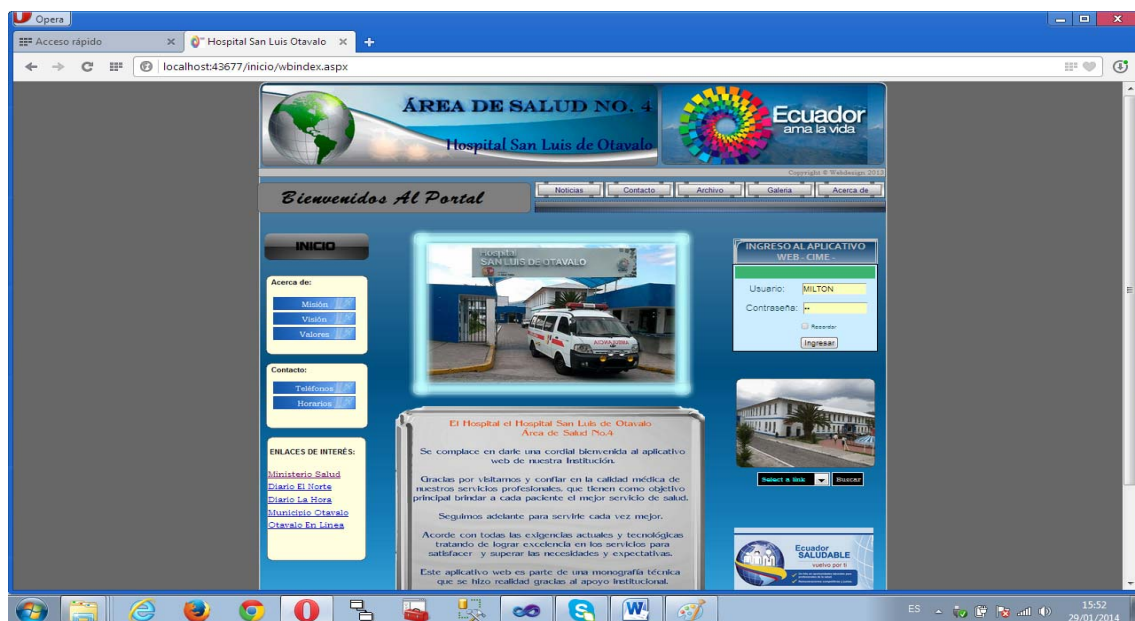 Opera
Acceso rápido
Hospital San Luis Otavalo
localhost:43677/inicio/wbindex.aspx
ÁREA DE SALUD NO. 4
Hospital San Luis de Otavalo
Ecuador
ama la vida
Copyright © Webdesign 2013
Bienvenidos Al Portal
Noticias
Contacto
Archivo
Galeria
Acerca de
INICIO
Acerca de:
Misión
Visión
Valores
Contacto:
Teléfonos
Horarios
ENLACES DE INTERÉS:
Ministerio Salud
Diario El Norte
Diario La Hora
Municipio Otavalo
Otavalo En Linea
Hospital
SAN LUIS DE OTAVALO
AMBULANCIA
El Hospital el Hospital San Luis de Otavalo
Área de Salud No.4
Se complace en darle una cordial bienvenida al aplicativo
web de nuestra Institución.
Gracias por visitarnos y confiar en la calidad médica de
nuestros servicios profesionales, que tienen como objetivo
principal brindar a cada paciente el mejor servicio de salud.
Seguimos adelante para servirle cada vez mejor.
Acorde con todas las exigencias actuales y tecnológicas
tratando de lograr excelencia en los servicios para
satisfacer y superar las necesidades y expectativas.
Este aplicativo web es parte de una monografía técnica
que se hizo realidad gracias al apoyo Institucional.
INGRESO AL APLICATIVO
WEB - CIME -
Usuario: MILTON
Contraseña: ••
Recordar
Ingresar
Select a link
Buscar
Ecuador
SALUDABLE
vuelvo por ti
ES
15:52
29/01/2014